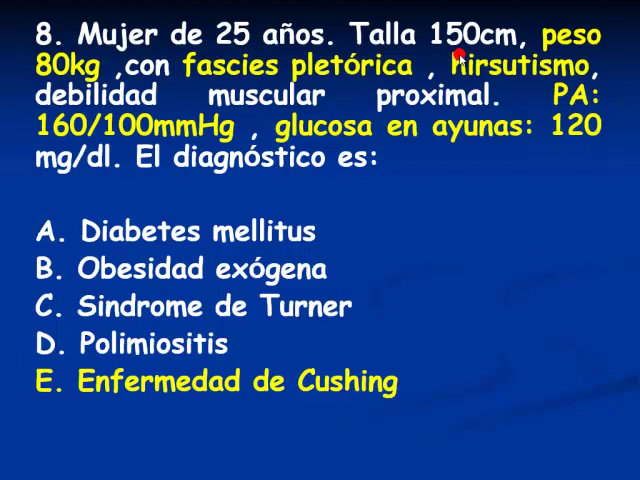 8. Mujer de 25 años. Talla 150cm, peso
80kg ,con fascies pletórica , hirsutismo,
debilidad muscular proximal. PA:
160/100mmHg , glucosa en ayunas: 120
mg/dl. El diagnóstico es:
A. Diabetes mellitus
B. Obesidad exógena
C. Sindrome de Turner
D. Polimiositis
E. Enfermedad de Cushing